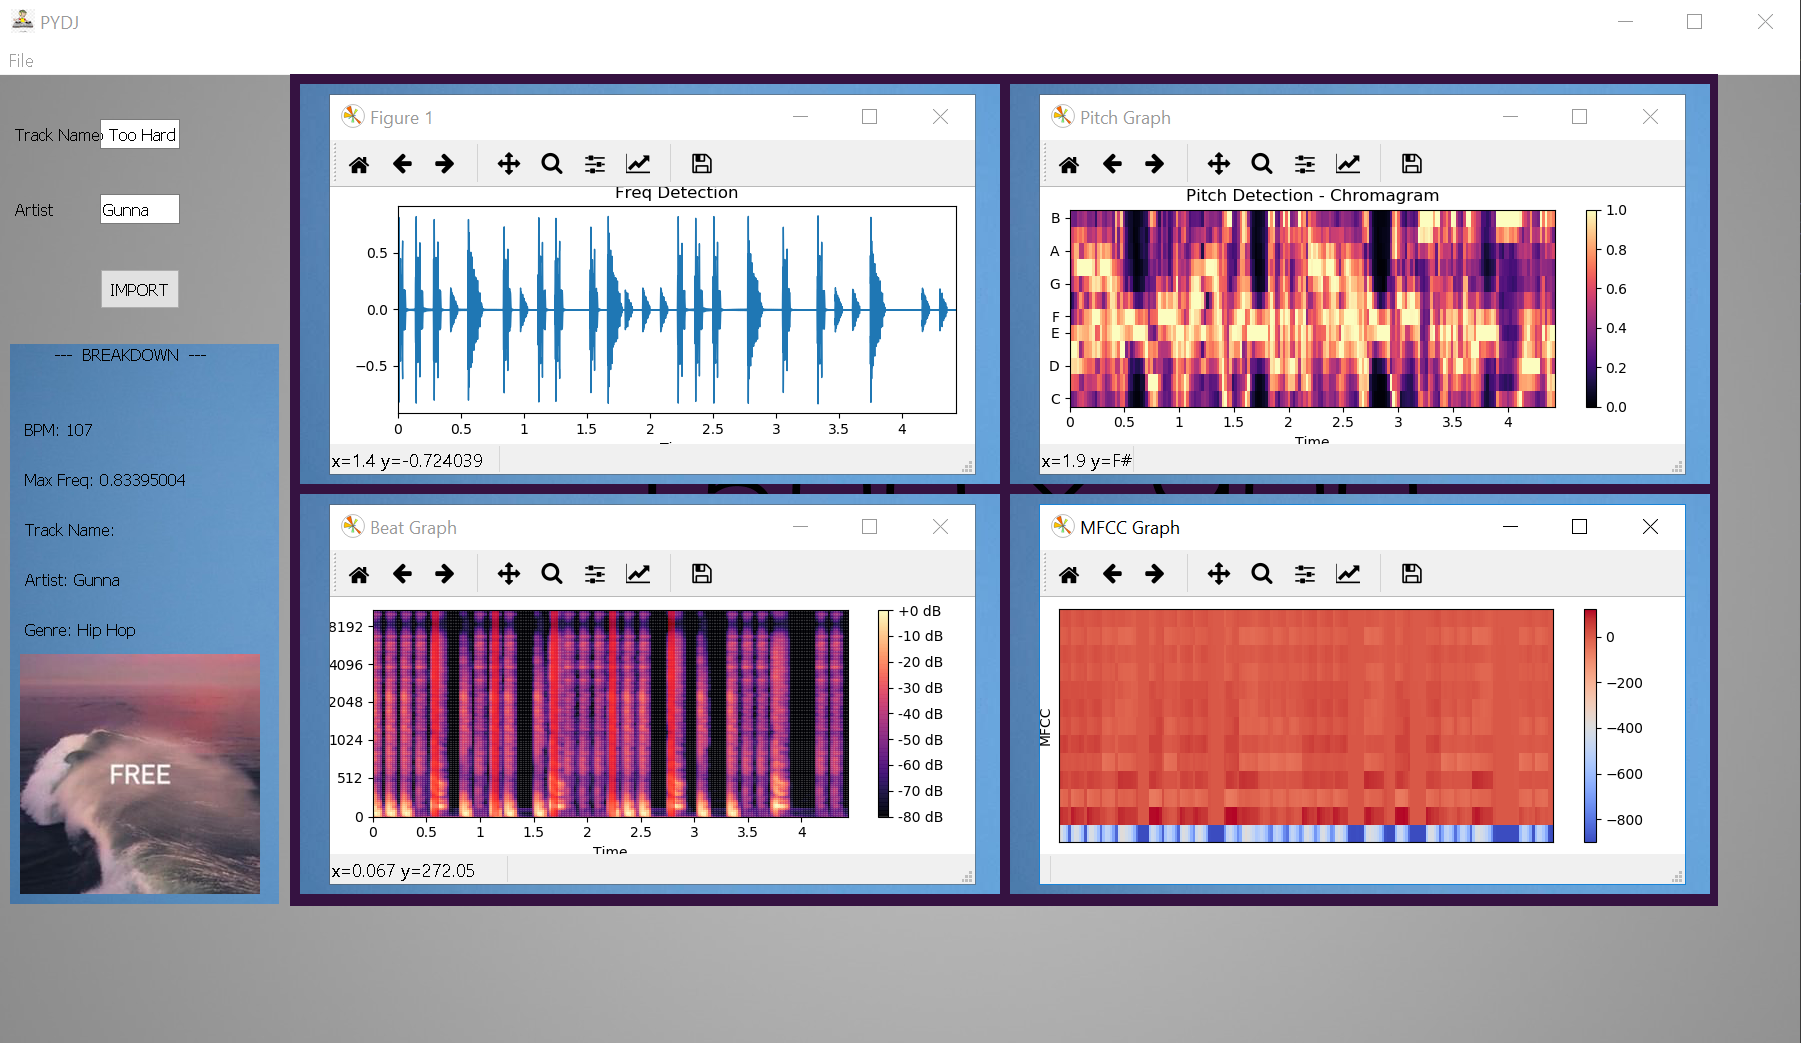 PYDJ
File
Track Name
Too Hard
Artist
Gunna
IMPORT
--- BREAKDOWN ---
BPM: 107
Max Freq: 0.83395004
Track Name:
Artist: Gunna
Genre: Hip Hop
FREE
Figure 1
Freq Detection
0.5
0.0
−0.5
0 0.5 1 1.5 2 2.5 3 3.5 4
x=1.4 y=-0.724039
Pitch Graph
Pitch Detection - Chromagram
B
A
G
F
E
D
C
0 0.5 1 1.5 2 2.5 3 3.5 4
Time
1.0
0.8
0.6
0.4
0.2
0.0
x=1.9 y=F#
Beat Graph
8192
4096
2048
1024
512
0
0 0.5 1 1.5 2 2.5 3 3.5 4
Time
+0 dB
-10 dB
-20 dB
-30 dB
-40 dB
-50 dB
-60 dB
-70 dB
-80 dB
x=0.067 y=272.05
MFCC Graph
MFCC
0
−200
−400
−600
−800